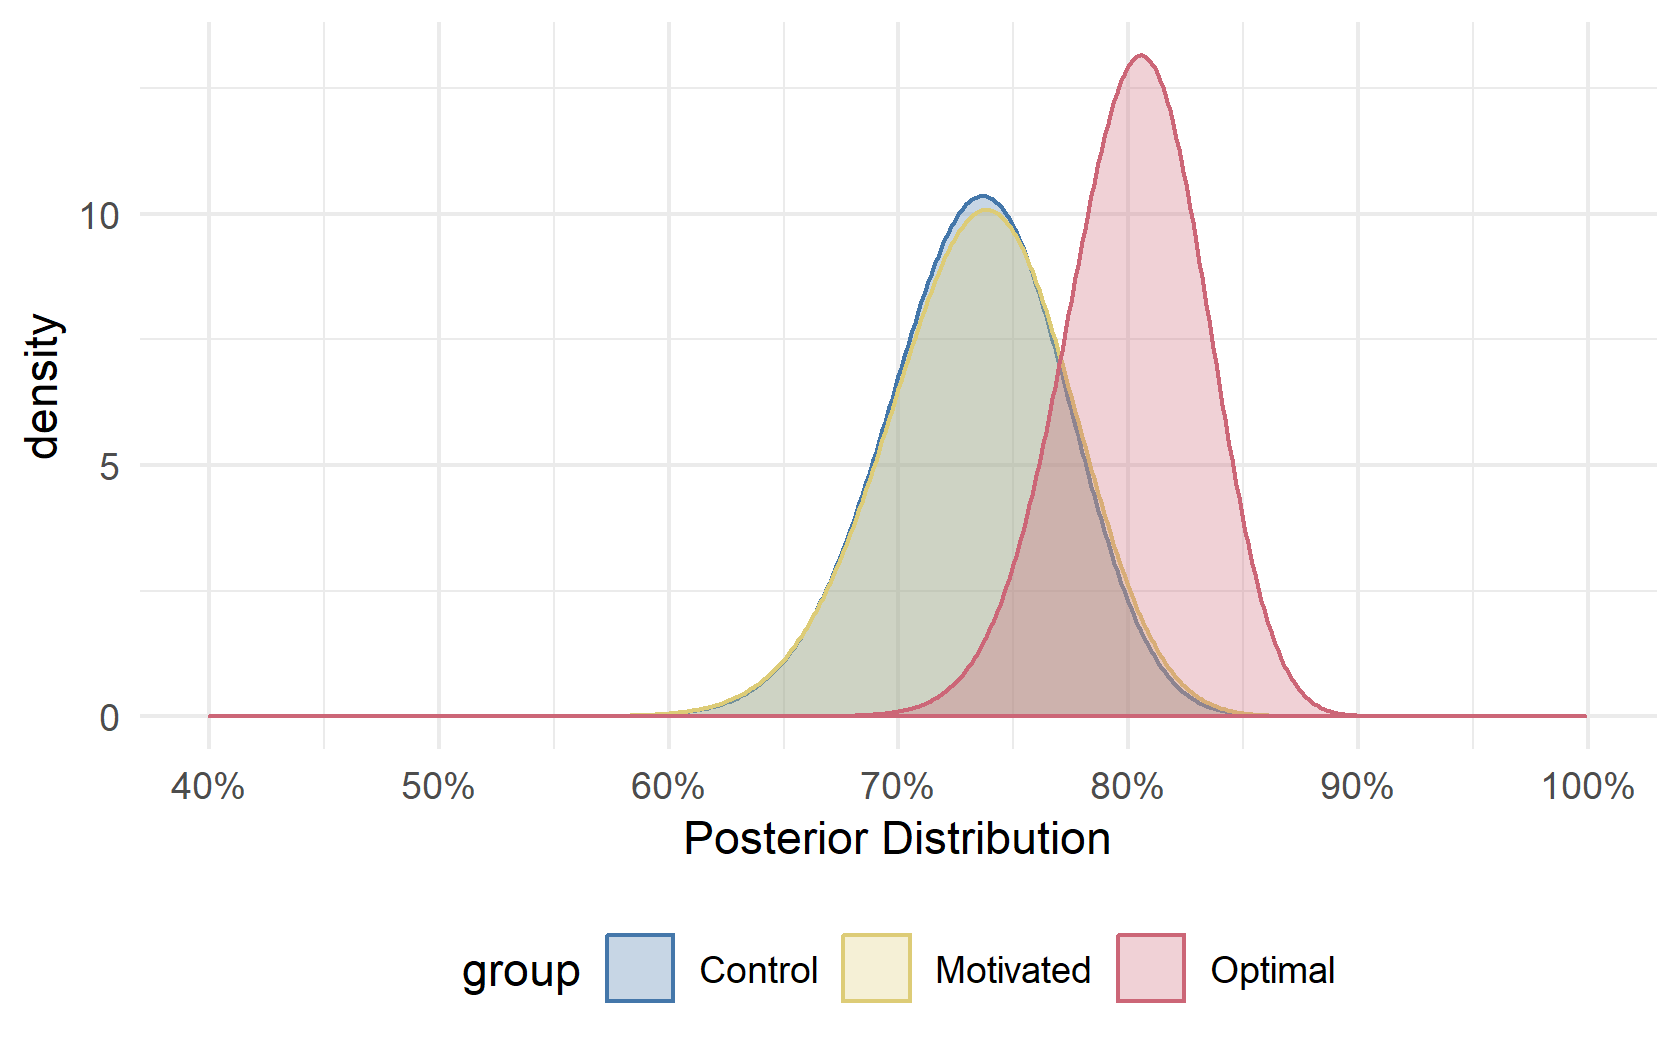 density
10
5
0
40% 50% 60% 70% 80% 90% 100%
Posterior Distribution
group Control Motivated Optimal